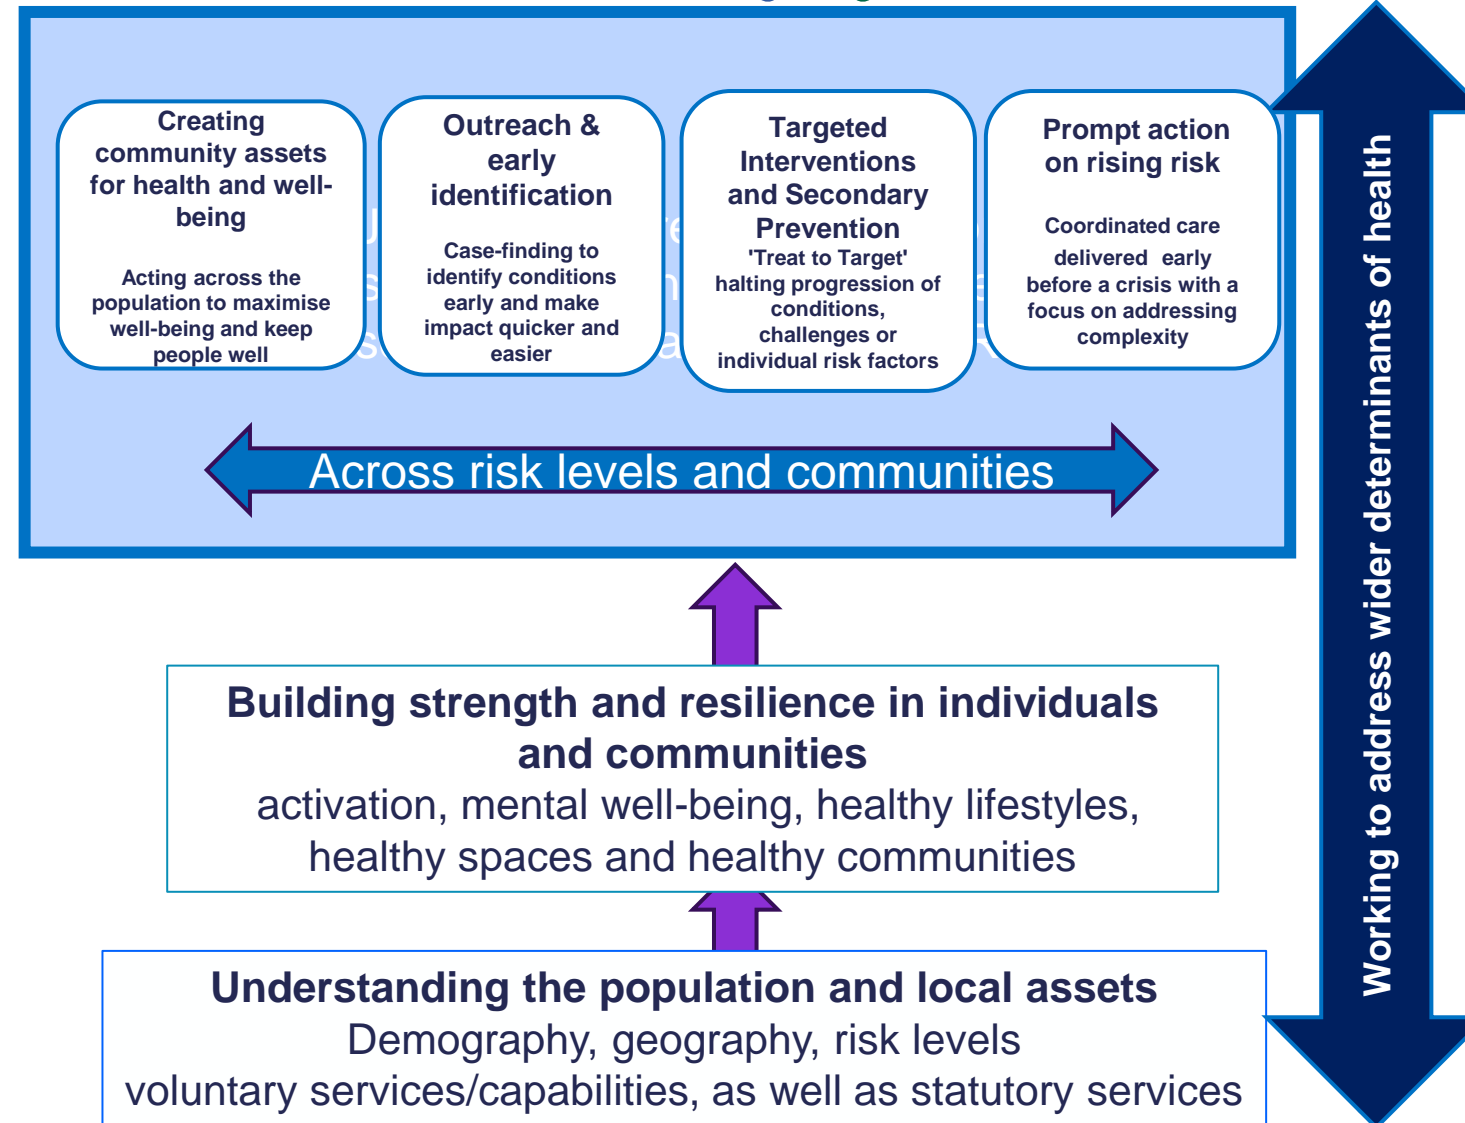 Creating
community assets
for health and well-
being
Acting across the
population to maximise
well-being and keep
people well
Outreach &
early
identification
Case-finding to
identify conditions
early and make
impact quicker and
easier
Targeted
Interventions
and Secondary
Prevention
'Treat to Target'
halting progression of
conditions,
challenges or
individual risk factors
Prompt action
on rising risk
Coordinated care
delivered early
before a crisis with a
focus on addressing
complexity
Across risk levels and communities
Building strength and resilience in individuals
and communities
activation, mental well-being, healthy lifestyles,
healthy spaces and healthy communities
Understanding the population and local assets
Demography, geography, risk levels
voluntary services/capabilities, as well as statutory services
Working to address wider determinants of health